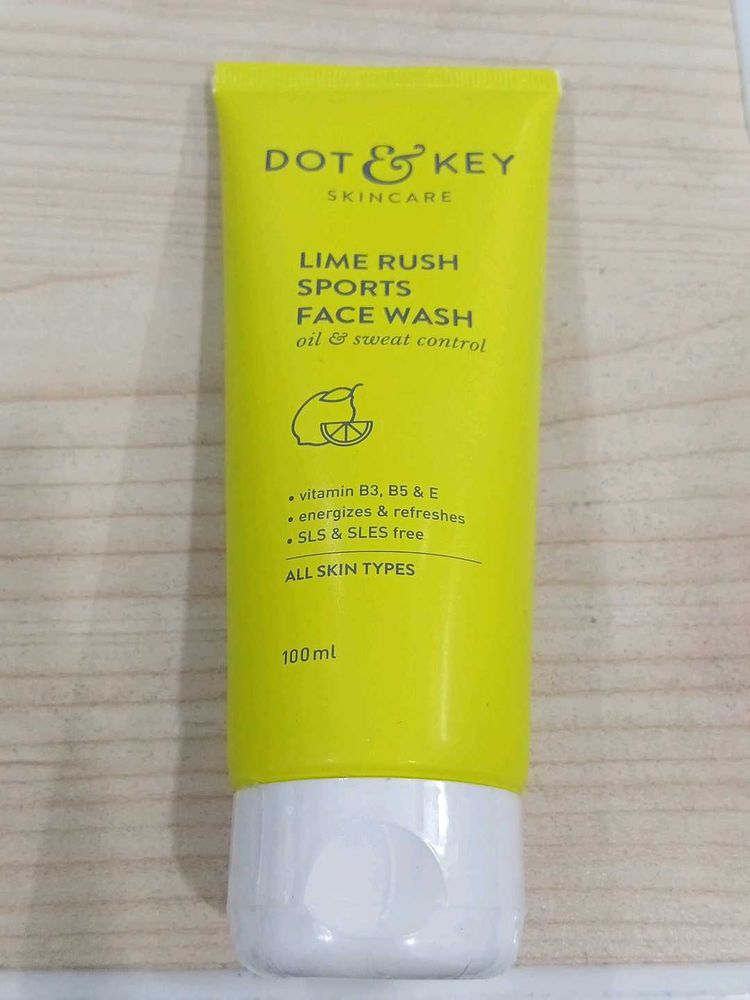 DOT & KEY
SKINCARE
LIME RUSH
SPORTS
FACE WASH
oil & sweat control
• vitamin B3, B5 & E
• energizes & refreshes
• SLS & SLES free
ALL SKIN TYPES
100ml